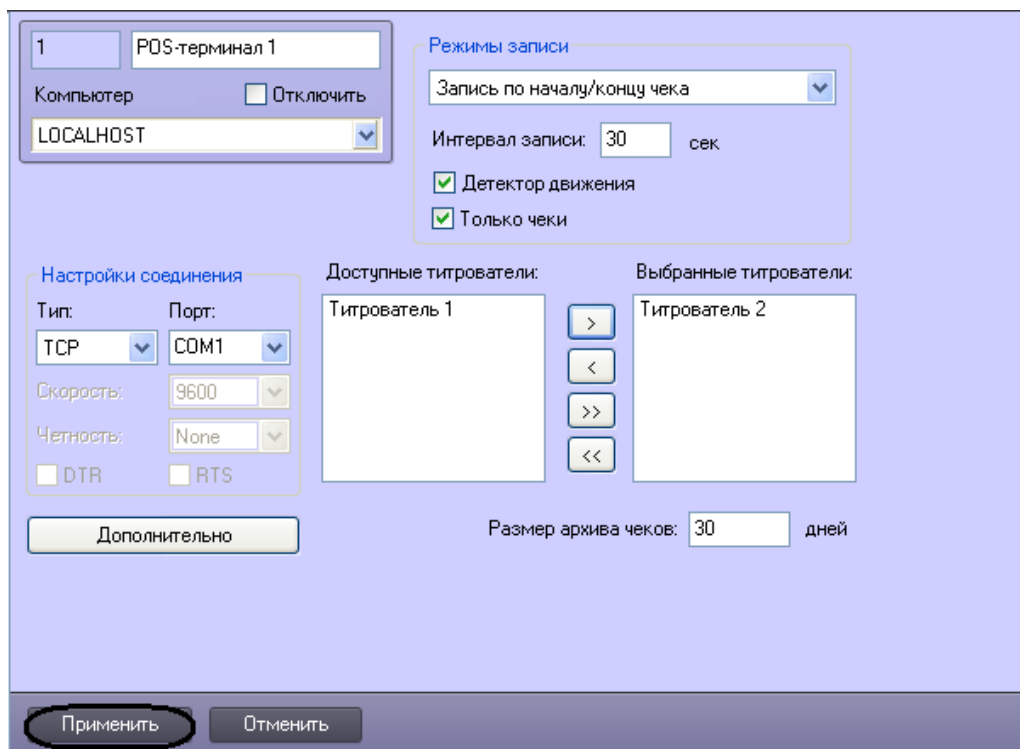 1
POS-терминал 1
Компьютер
Отключить
LOCALHOST
Режимы записи
Запись по началу/концу чека
Интервал записи: 30 сек
Детектор движения
Только чеки
Настройки соединения
Тип: Порт:
TCP COM1
Скорость: 9600
Четность: None
DTR RTS
Дополнительно
Доступные титрователи:
Титрователь 1
>
<
>>
<<
Выбранные титрователи:
Титрователь 2
Размер архива чеков: 30 дней
Применить Отменить